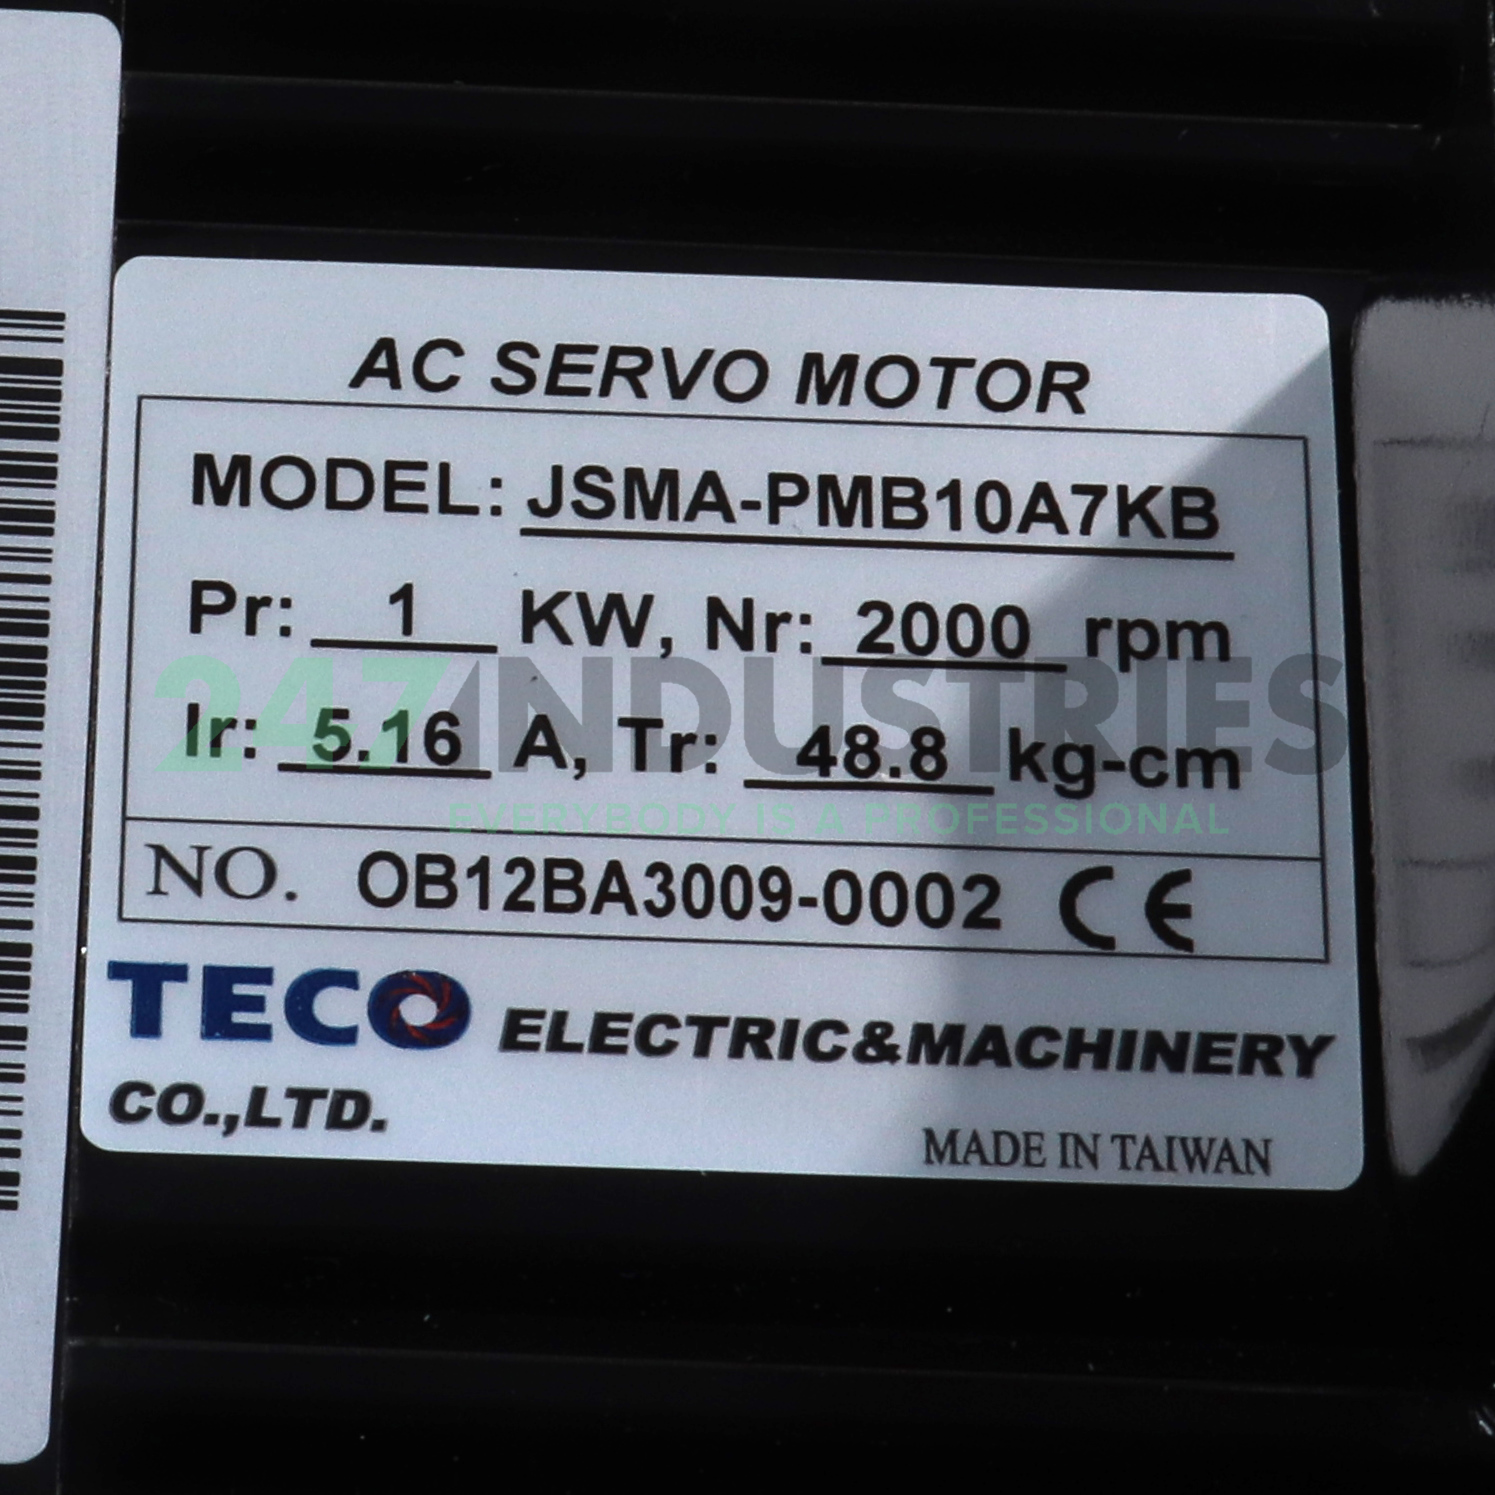 AC SERVO MOTOR
MODEL: JSMA-PMB10A7KB
Pr: 1 KW, Nr: 2000 rpm
Ir: 5.16 A, Tr: 48.8 kg-cm
247INDUSTRIES
EVERYBODY IS A PROFESSIONAL
NO. OB12BA3009-0002 CE
TECO ELECTRIC&MACHINERY
CO.,LTD.
MADE IN TAIWAN